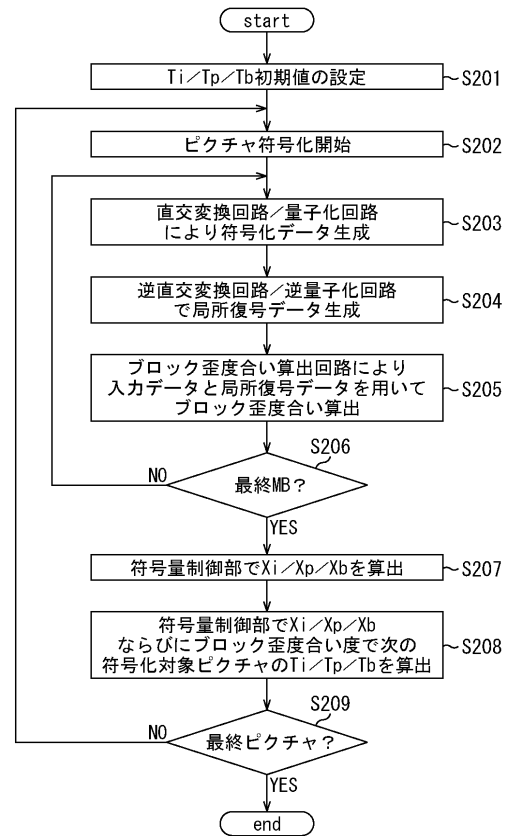 start
Ti/Tp/Tb初期値の設定
S201
ピクチャ符号化開始
S202
直交変換回路/量子化回路
により符号化データ生成
S203
逆直交変換回路/逆量子化回路
で局所復号データ生成
S204
ブロック歪度合い算出回路により
入力データと局所復号データを用いて
ブロック歪度合い算出
S205
S206
NO
最終MB?
YES
符号量制御部でXi/Xp/Xbを算出
S207
符号量制御部でXi/Xp/Xb
ならびにブロック歪度合い度で次の
符号化対象ピクチャのTi/Tp/Tbを算出
S208
S209
NO
最終ピクチャ?
YES
end